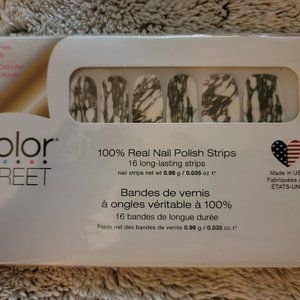 olor
REET
100% Real Nail Polish Strips
16 long-lasting strips
nail strips net wt 0.99 g / 0.035 oz ℮
Bandes de vernis
à ongles véritable à 100%
16 bandes de longue durée
Poids net des bandes de vernis 0.99 g / 0.035 oz ℮
Made in US
Fabriquées
ETATS-UN